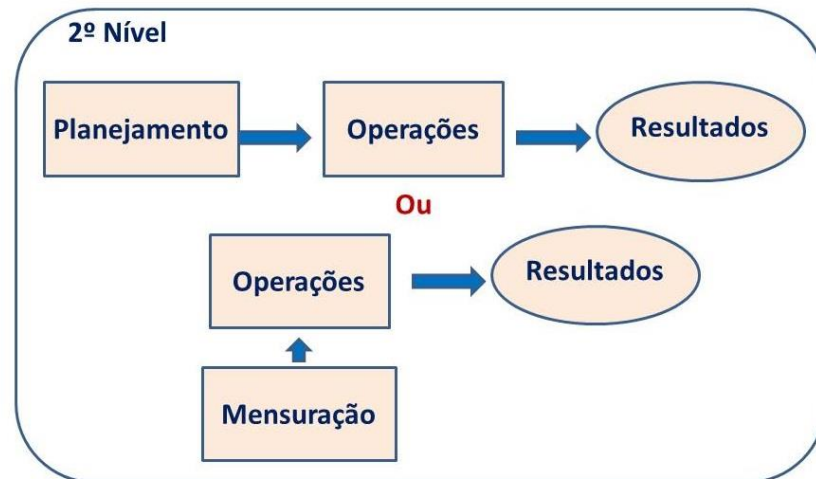 2º Nível
Planejamento
Operações
Resultados
Ou
Operações
Resultados
Mensuração